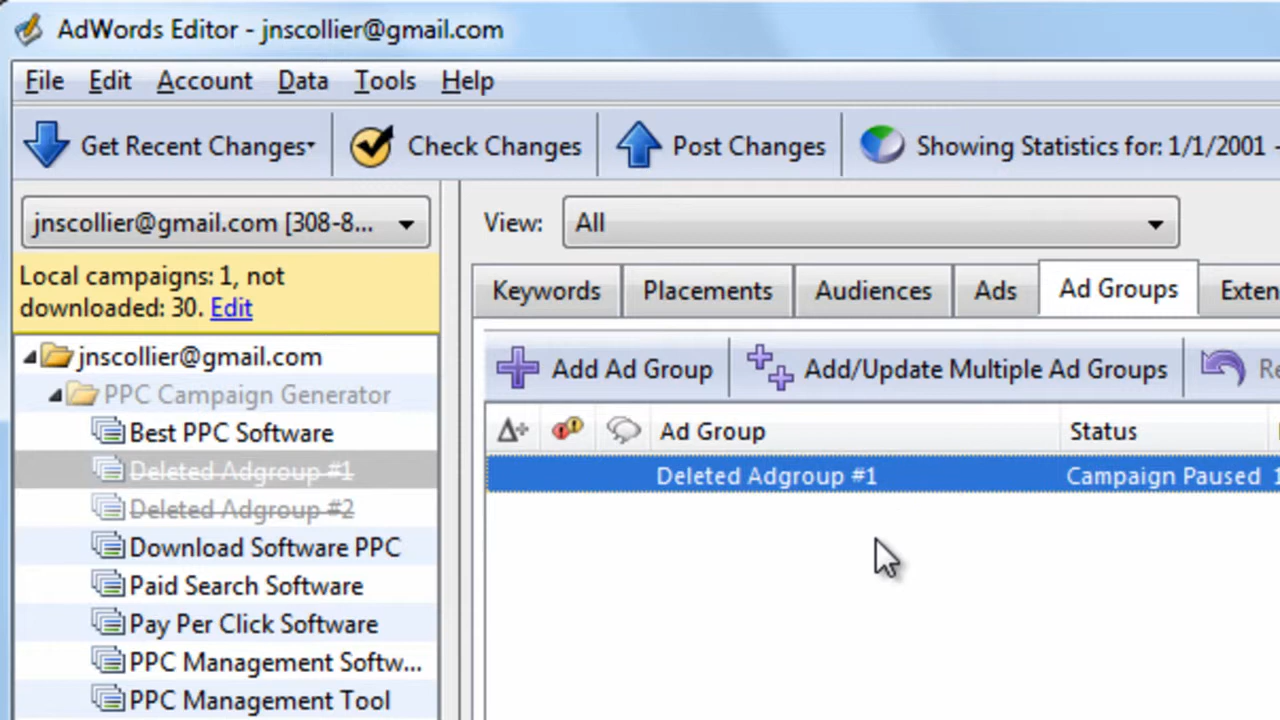 AdWords Editor - jnscollier@gmail.com
File Edit Account Data Tools Help
Get Recent Changes Check Changes Post Changes Showing Statistics for: 1/1/2001 -
jnscollier@gmail.com [308-8... View: All
Local campaigns: 1, not
downloaded: 30. Edit
Keywords Placements Audiences Ads Ad Groups Exten
jnscollier@gmail.com
PPC Campaign Generator
Best PPC Software
Deleted Adgroup #1
Deleted Adgroup #2
Download Software PPC
Paid Search Software
Pay Per Click Software
PPC Management Softw...
PPC Management Tool
Add Ad Group Add/Update Multiple Ad Groups Re
Ad Group Status
Deleted Adgroup #1 Campaign Paused 1